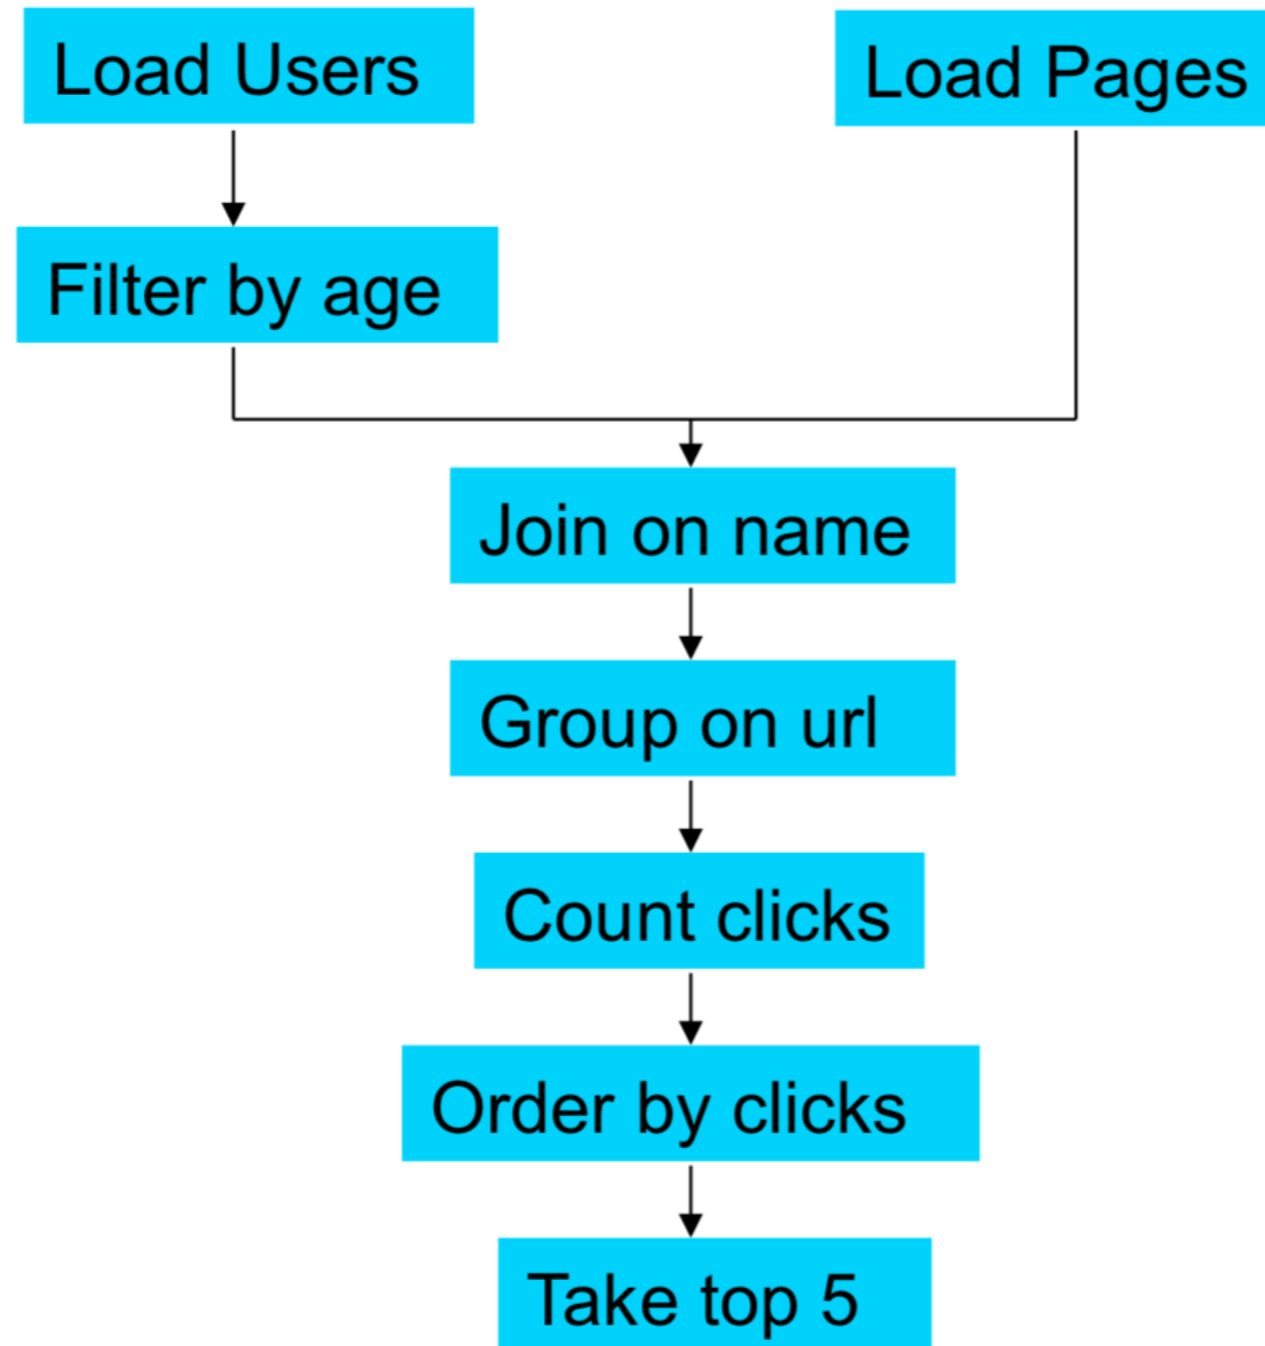 Load Users
Load Pages
Filter by age
Join on name
Group on url
Count clicks
Order by clicks
Take top 5